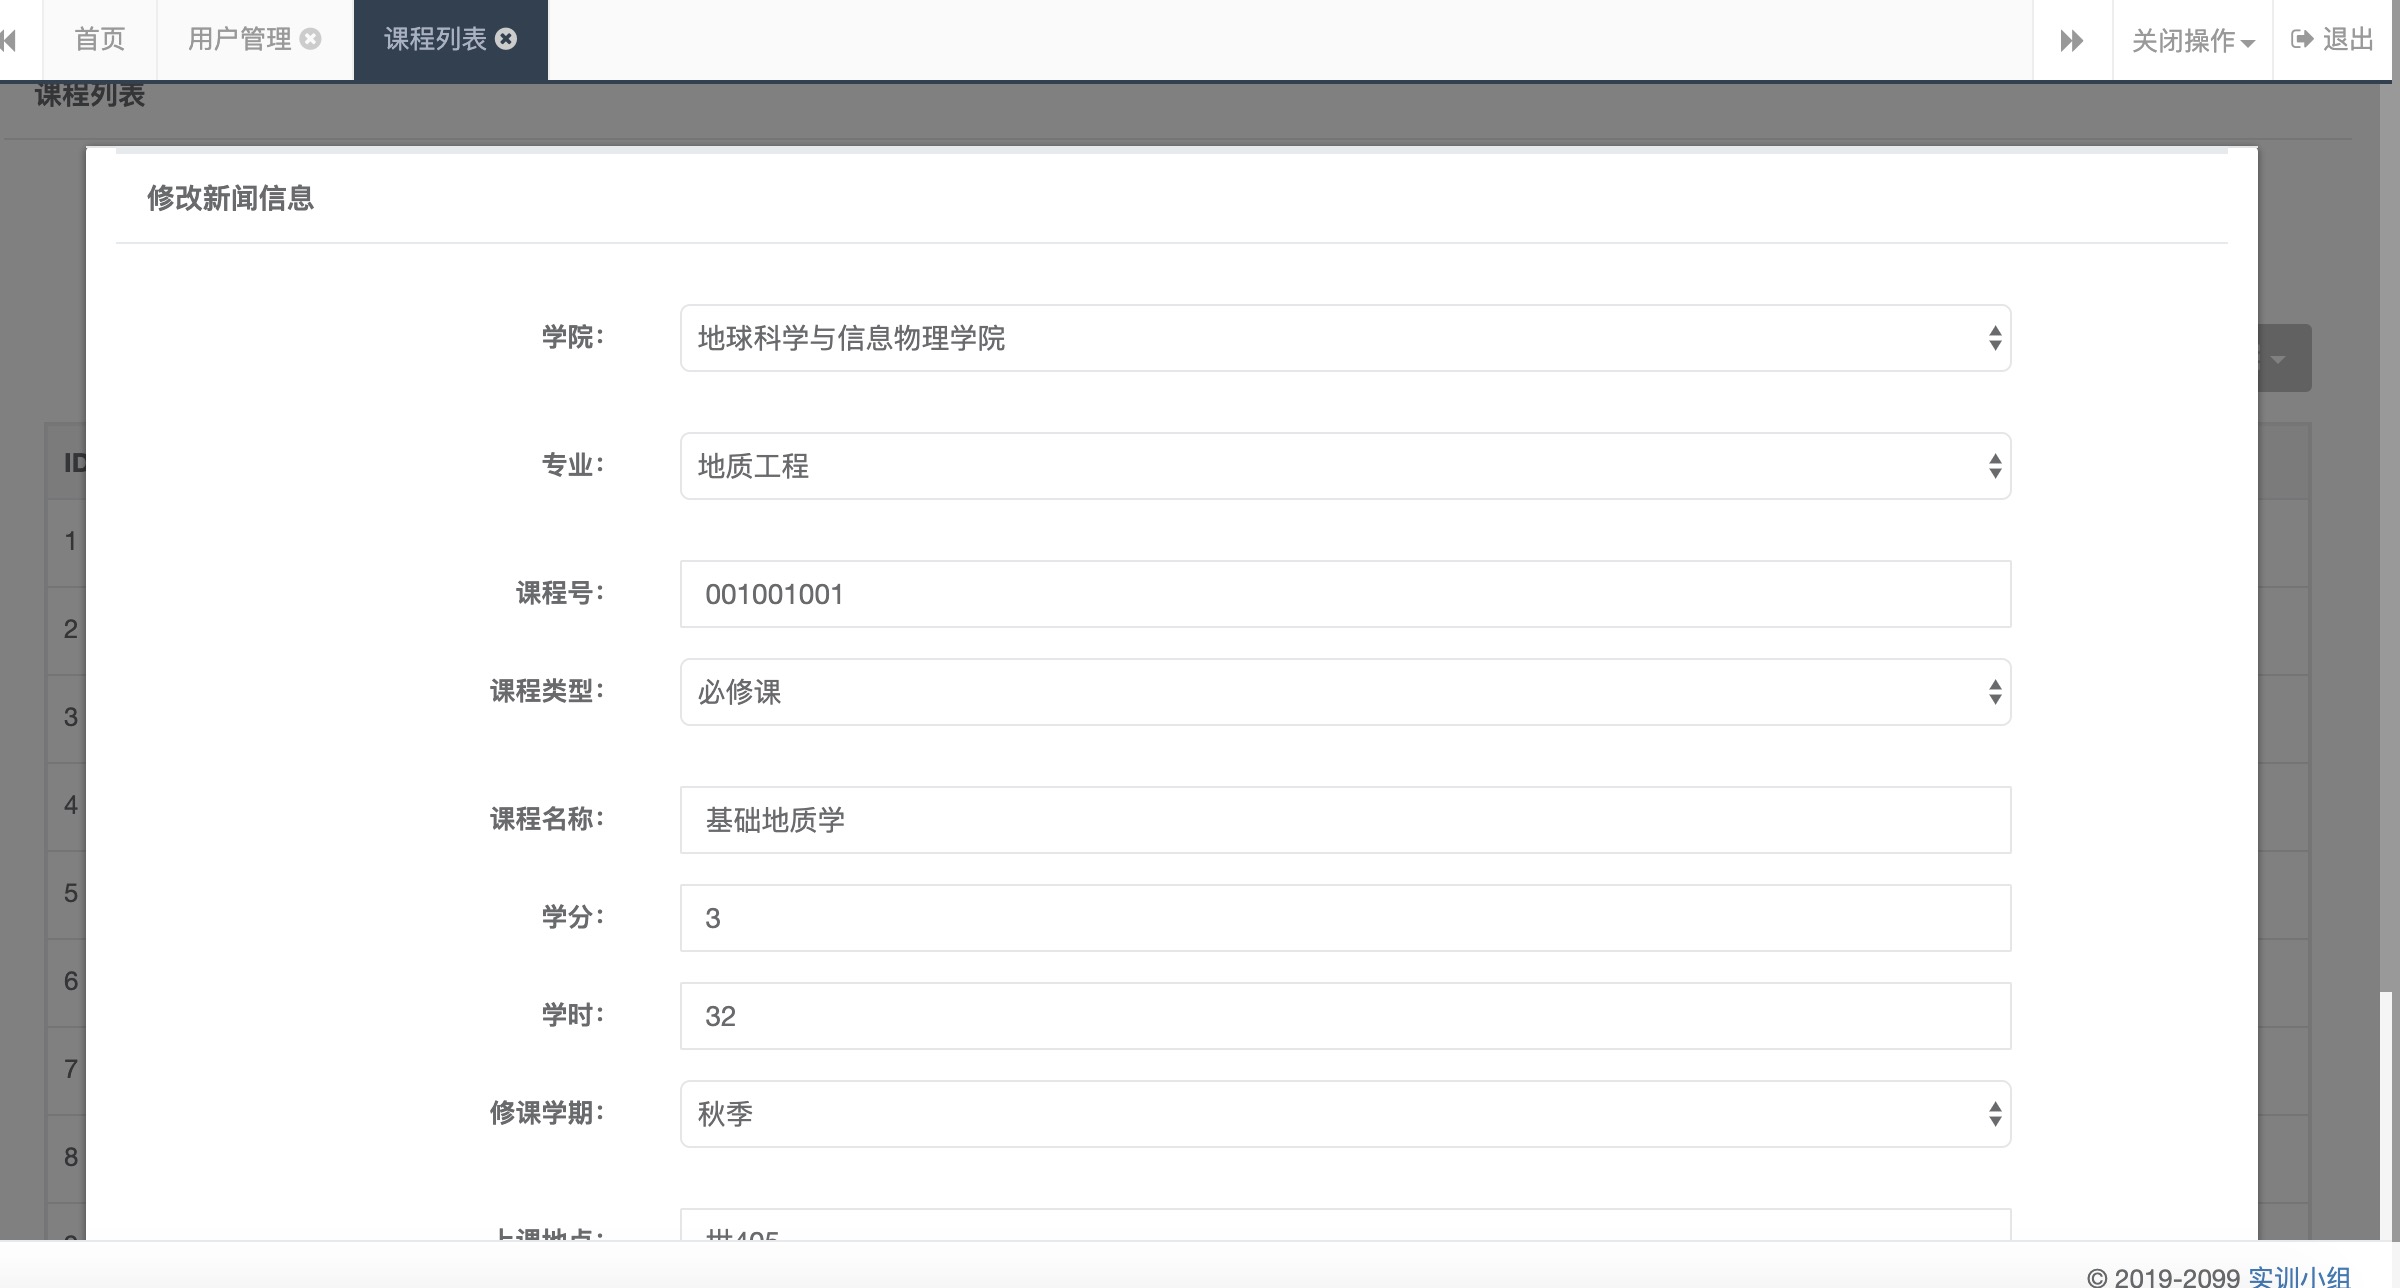 首页 用户管理 课程列表 关闭操作 退出
课程列表
修改新闻信息
学院： 地球科学与信息物理学院
专业： 地质工程
ID
1
课程号： 001001001
2
课程类型： 必修课
3
4
课程名称： 基础地质学
5
学分： 3
6
学时： 32
7
修课学期： 秋季
8
上课地点：
© 2019-2099 实训小组